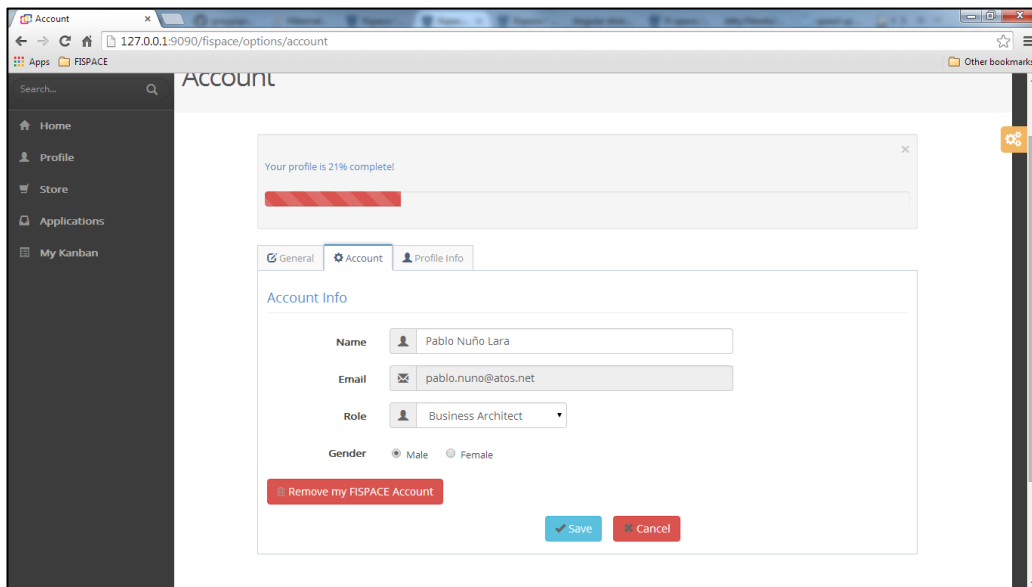 Account
127.0.0.1:9090/fispace/options/account
Apps FISPACE Other bookmarks
Account
Search...
Home
Profile
Store
Applications
My Kanban
Your profile is 21% complete!
General Account Profile Info
Account Info
Name Pablo Nuño Lara
Email pablo.nuno@atos.net
Role Business Architect
Gender Male Female
Remove my FISPACE Account
Save Cancel